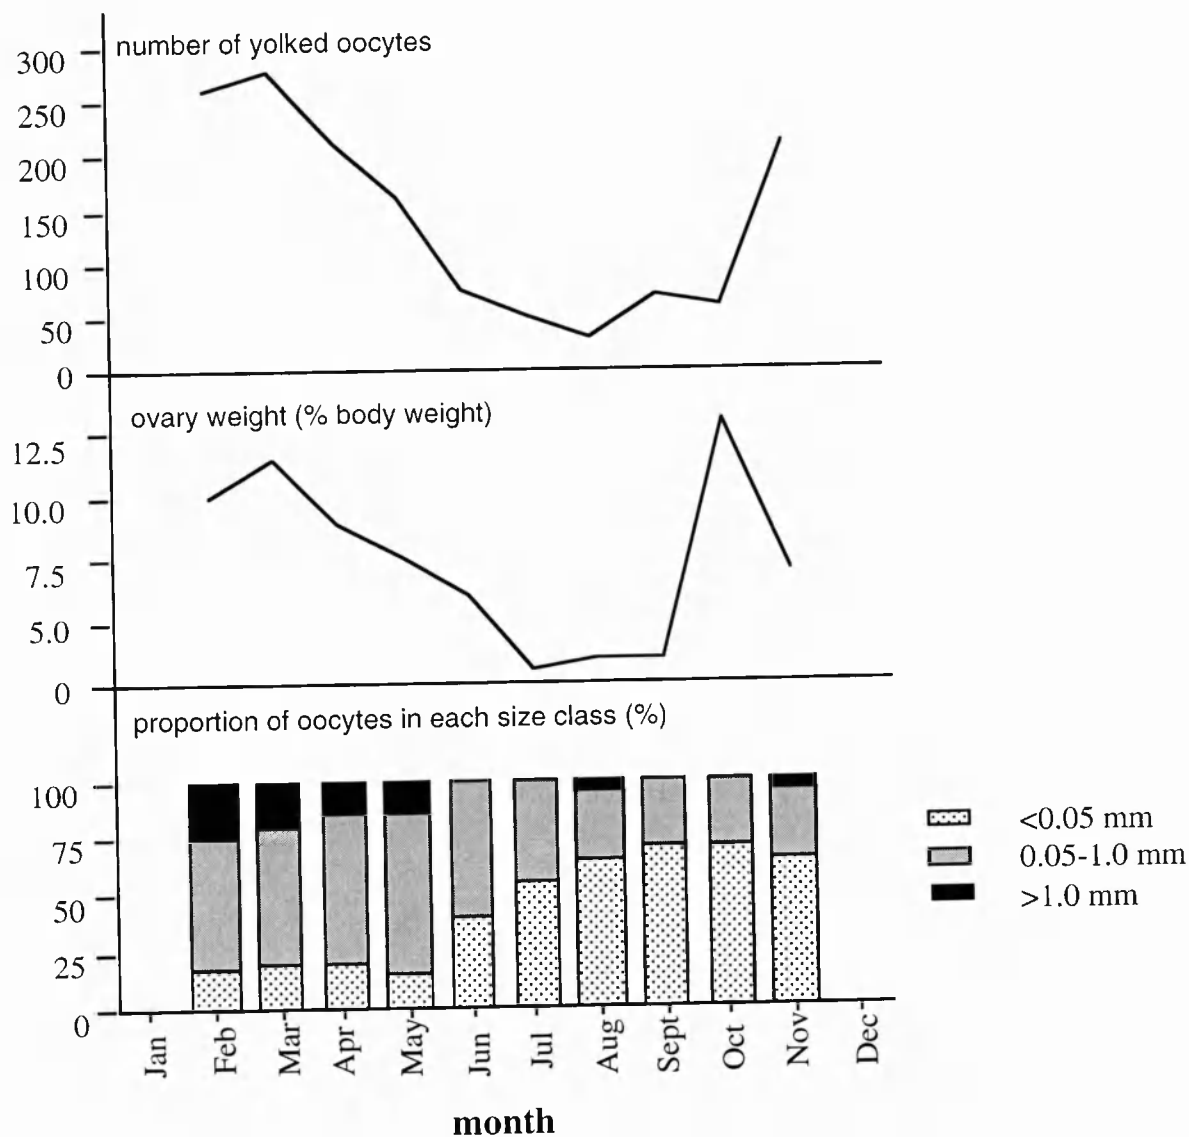 number of yolked oocytes
300
250
200
150
100
50
0
ovary weight (% body weight)
12.5
10.0
7.5
5.0
0
proportion of oocytes in each size class (%)
100
75
50
25
0
Jan
Feb
Mar
Apr
May
Jun
Jul
Aug
Sept
Oct
Nov
Dec
month
<0.05 mm
0.05-1.0 mm
>1.0 mm